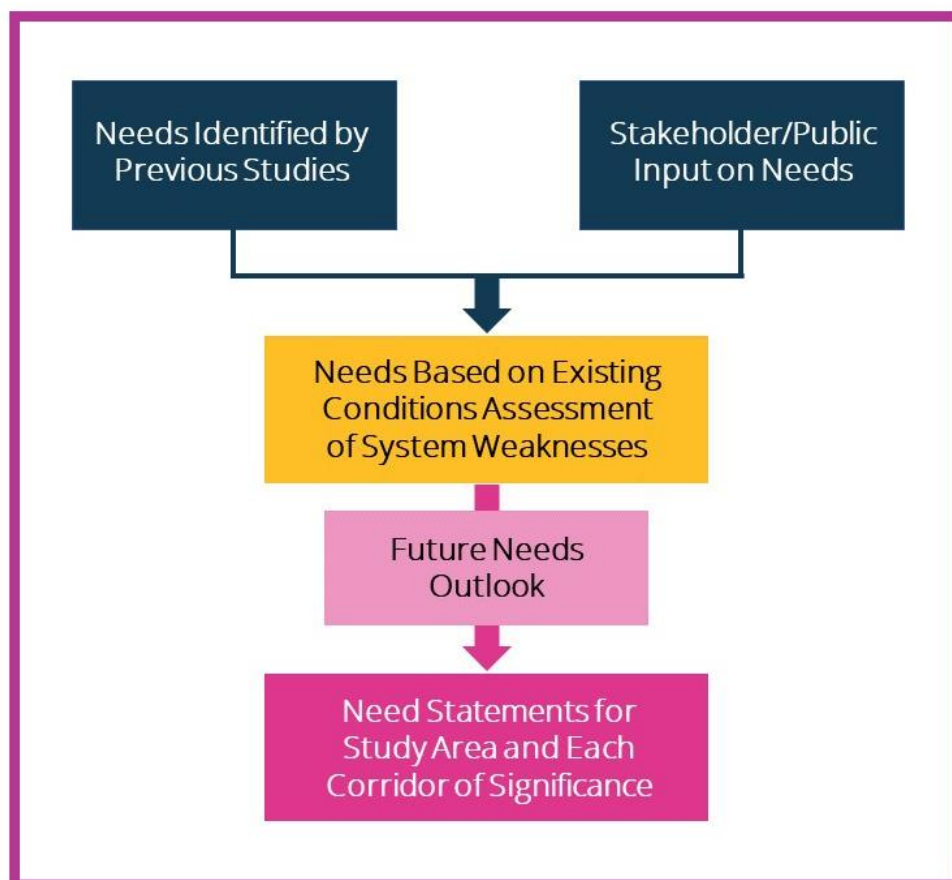 Needs Identified by
Previous Studies
Stakeholder/Public
Input on Needs
Needs Based on Existing
Conditions Assessment
of System Weaknesses
Future Needs
Outlook
Need Statements for
Study Area and Each
Corridor of Significance